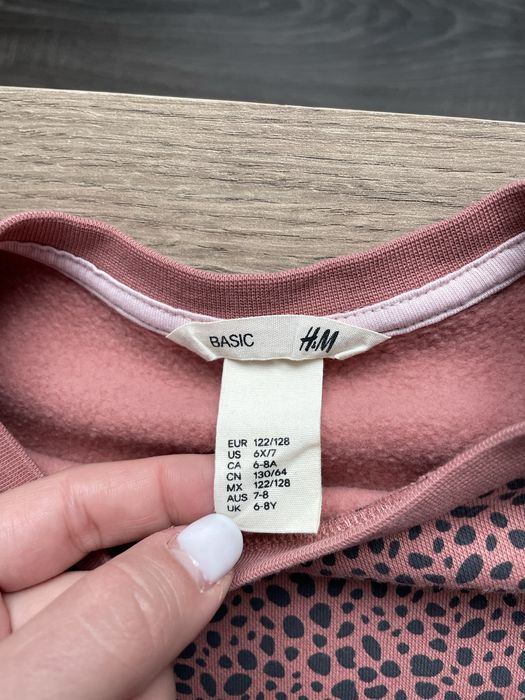 BASIC H&M
EUR 122/128
US 6X/7
CA 6-8A
CN 130/64
MX 122/128
AUS 7-8
UK 6-8Y